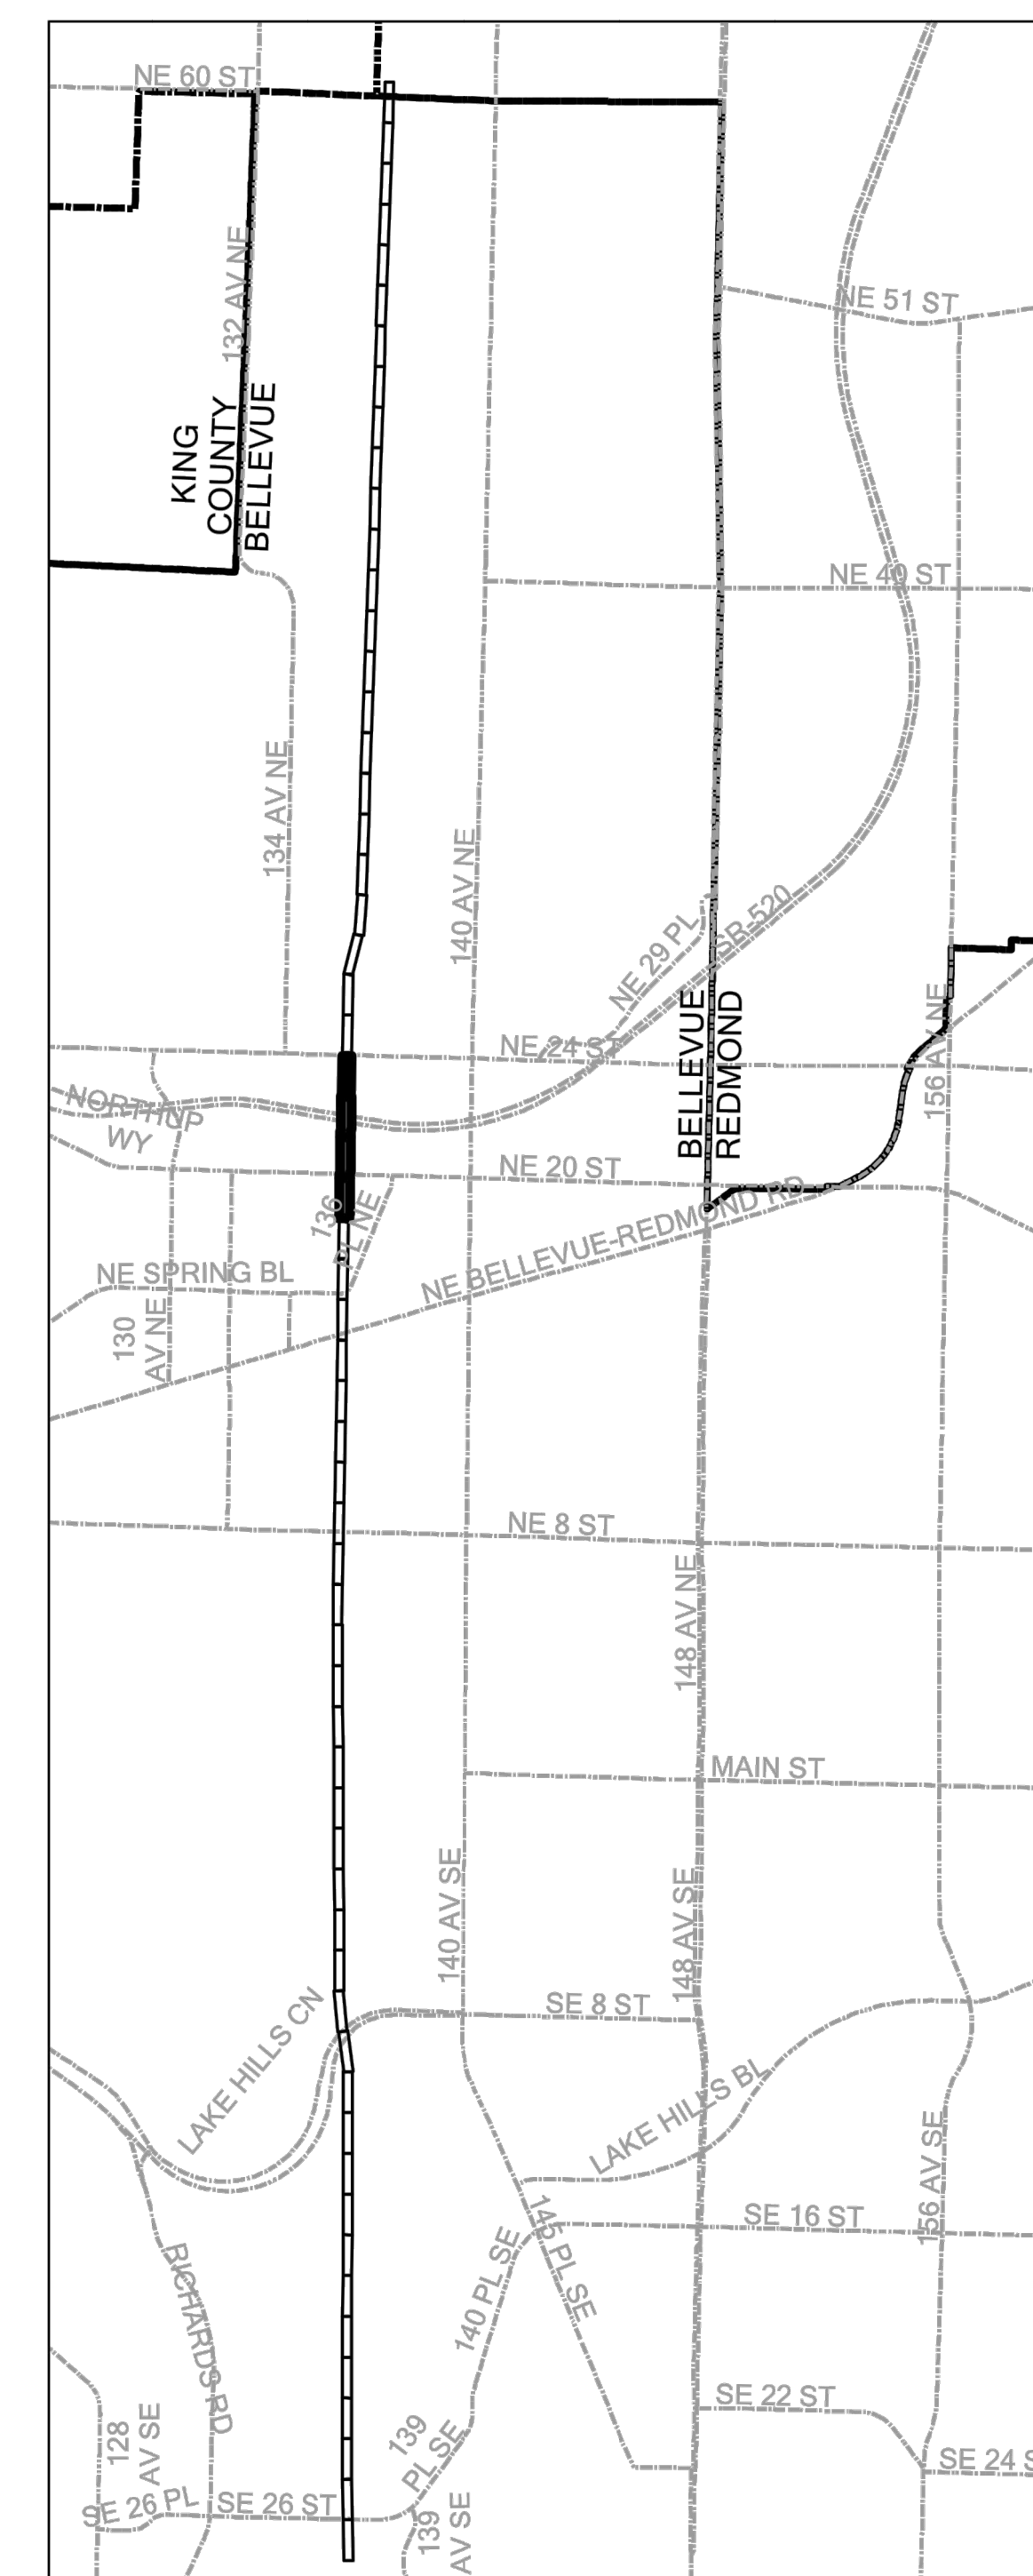 NE 60 ST
132 AV NE
NE 51 ST
KING
COUNTY
BELLEVUE
NE 40 ST
134 AV NE
140 AV NE
NE 29 PL
SR-520
BELLEVUE
REDMOND
156 AV NE
NE 24 ST
NORTHUP
WY
NE 20 ST
136
PL NE
NE BELLEVUE-REDMOND RD
NE SPRING BL
130
AV NE
NE 8 ST
148 AV NE
MAIN ST
140 AV SE
148 AV SE
SE 8 ST
LAKE HILLS CN
LAKE HILLS BL
156 AV SE
SE 16 ST
145 PL SE
140 PL SE
RICHARDS RD
SE 22 ST
128
AV SE
139
PL SE
SE 24 S
SE 26 PL
SE 26 ST
139
AV SE